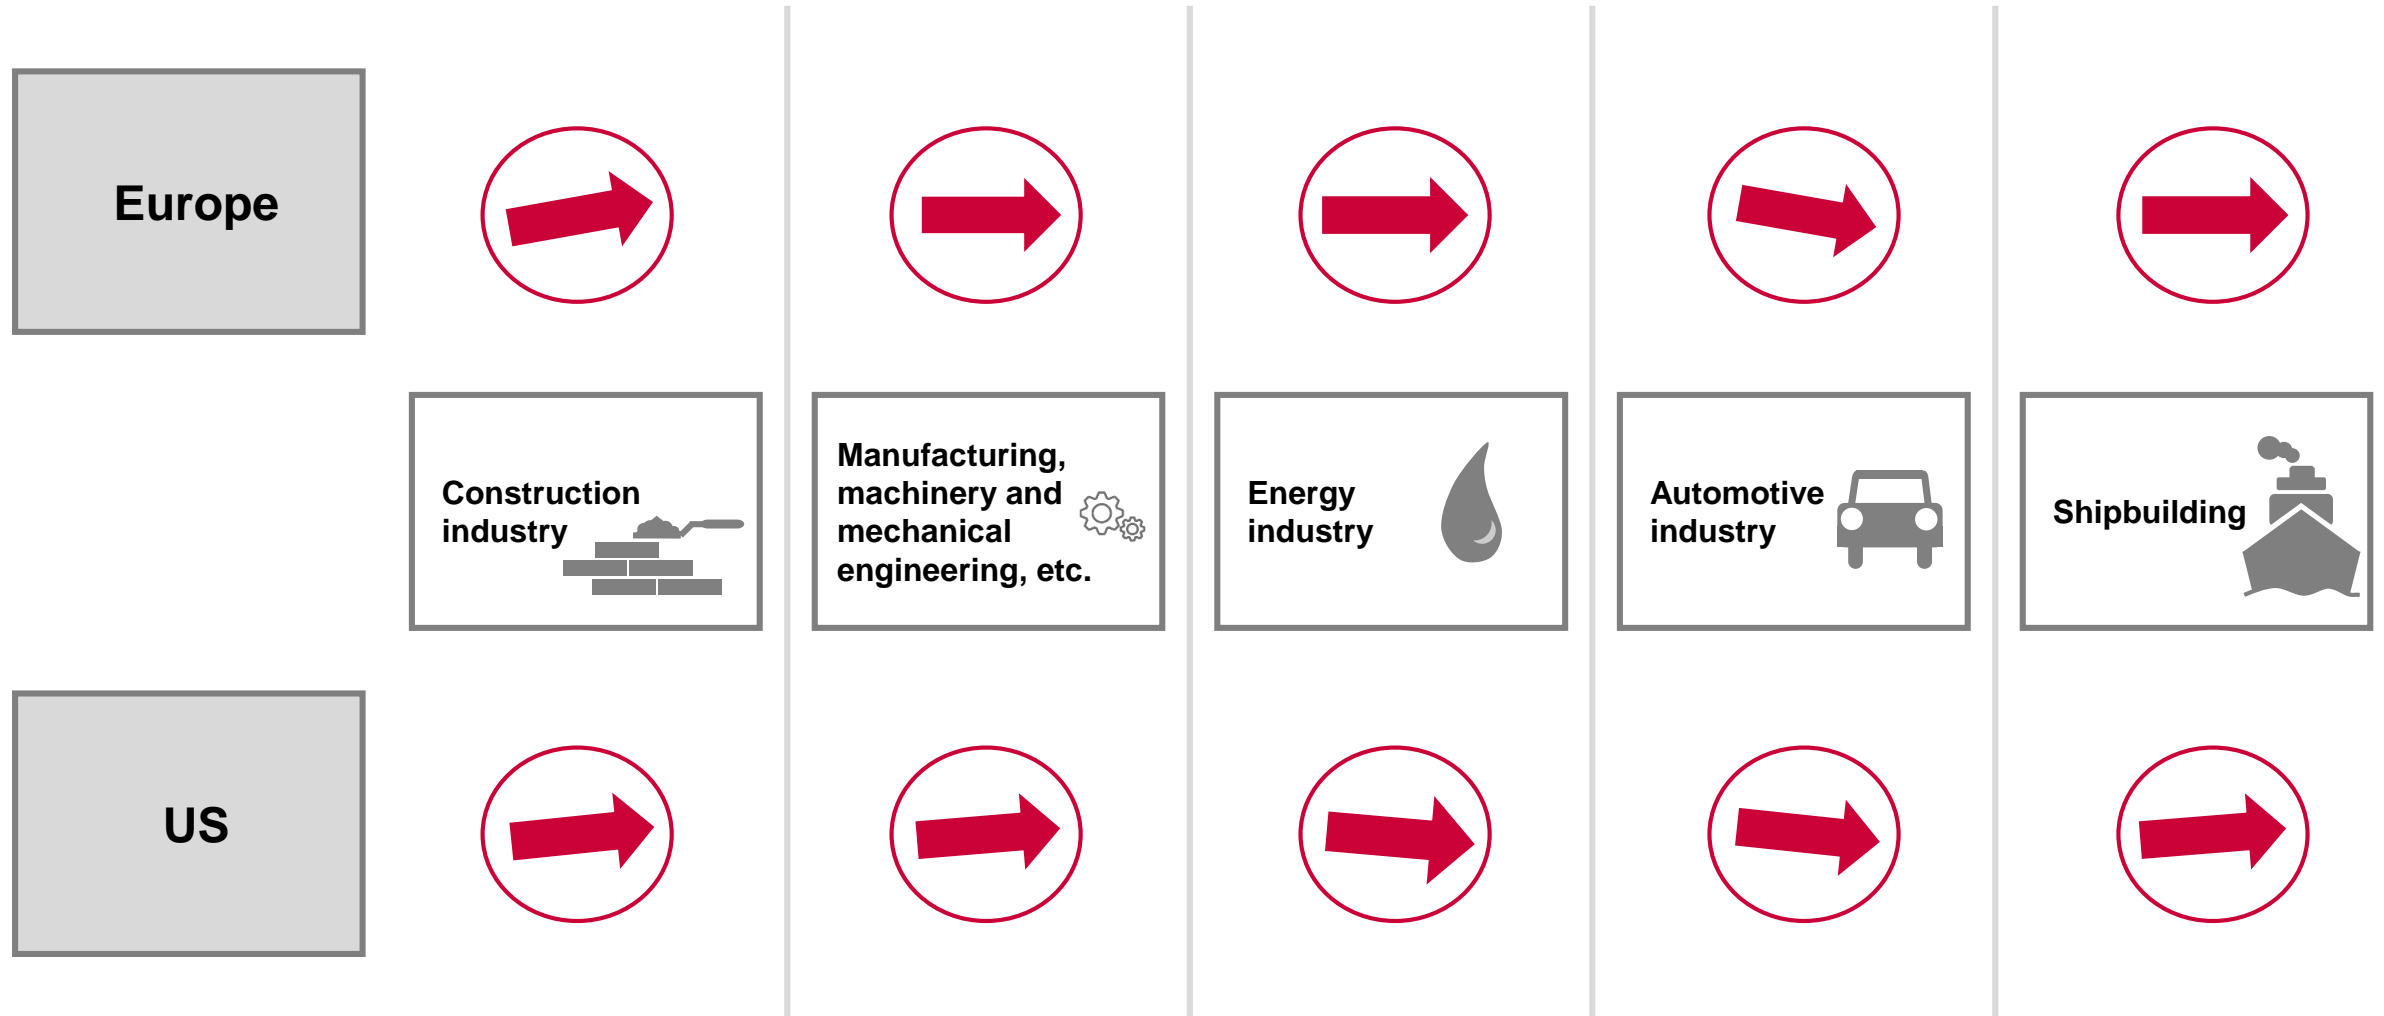 Europe
Construction
industry
Manufacturing,
machinery and
mechanical
engineering, etc.
Energy
industry
Automotive
industry
Shipbuilding
US